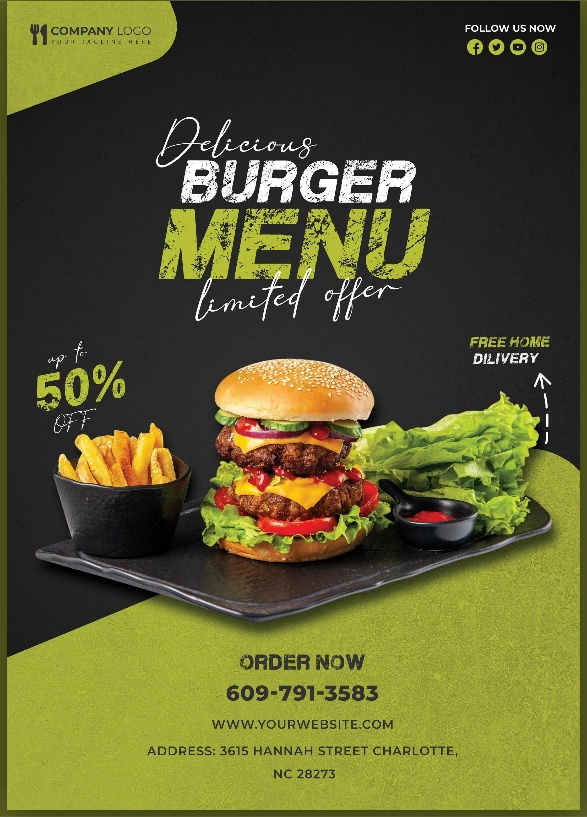 COMPANY LOGO
YOUR TAGLINE HERE
FOLLOW US NOW
Delicious
BURGER
MENU
limited offer
up to
50%
OFF
FREE HOME
DILIVERY
ORDER NOW
609-791-3583
WWW.YOURWEBSITE.COM
ADDRESS: 3615 HANNAH STREET CHARLOTTE,
NC 28273